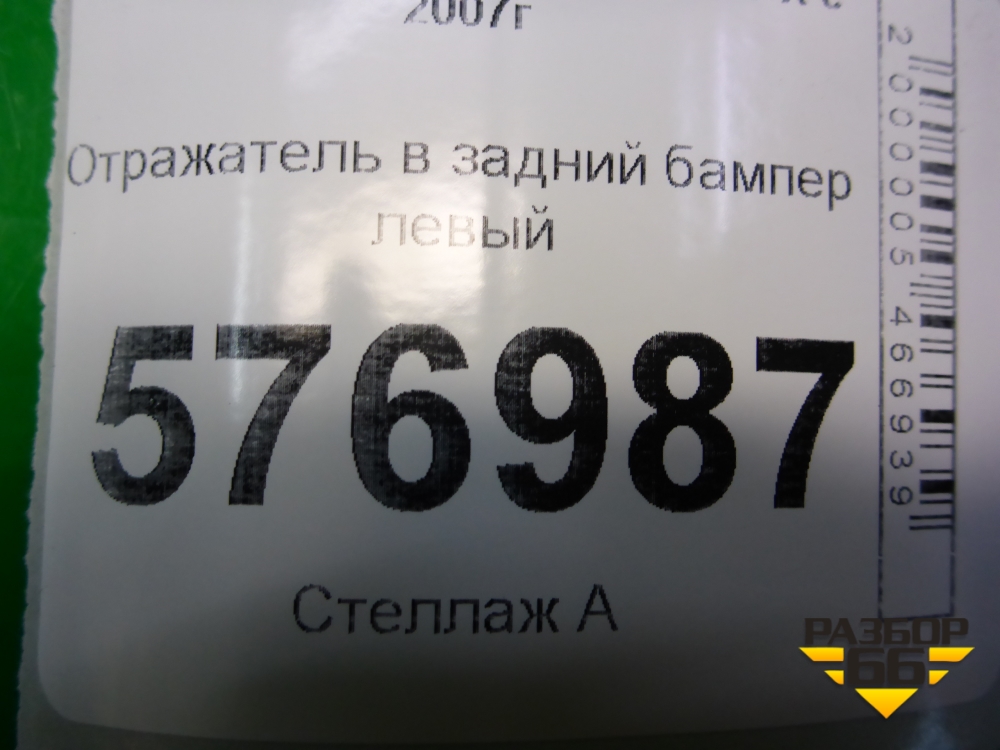 2007г
Отражатель в задний бампер
левый
576987
Стеллаж А
2000005466939
РАЗБОР
66